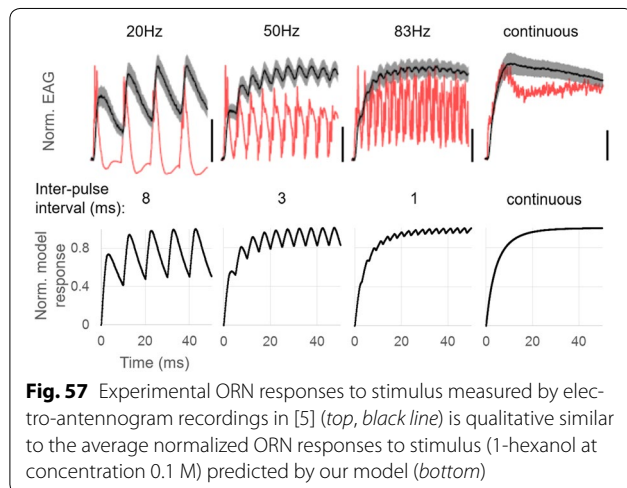 20Hz 50Hz 83Hz continuous
Norm. EAG
Inter-pulse
interval (ms): 8 3 1 continuous
Norm. model
response
0.8
0.4
0
0 20 40 0 20 40 0 20 40 0 20 40
Time (ms)
Fig. 57 Experimental ORN responses to stimulus measured by elec-
tro-antennogram recordings in [5] (top, black line) is qualitative similar
to the average normalized ORN responses to stimulus (1-hexanol at
concentration 0.1 M) predicted by our model (bottom)